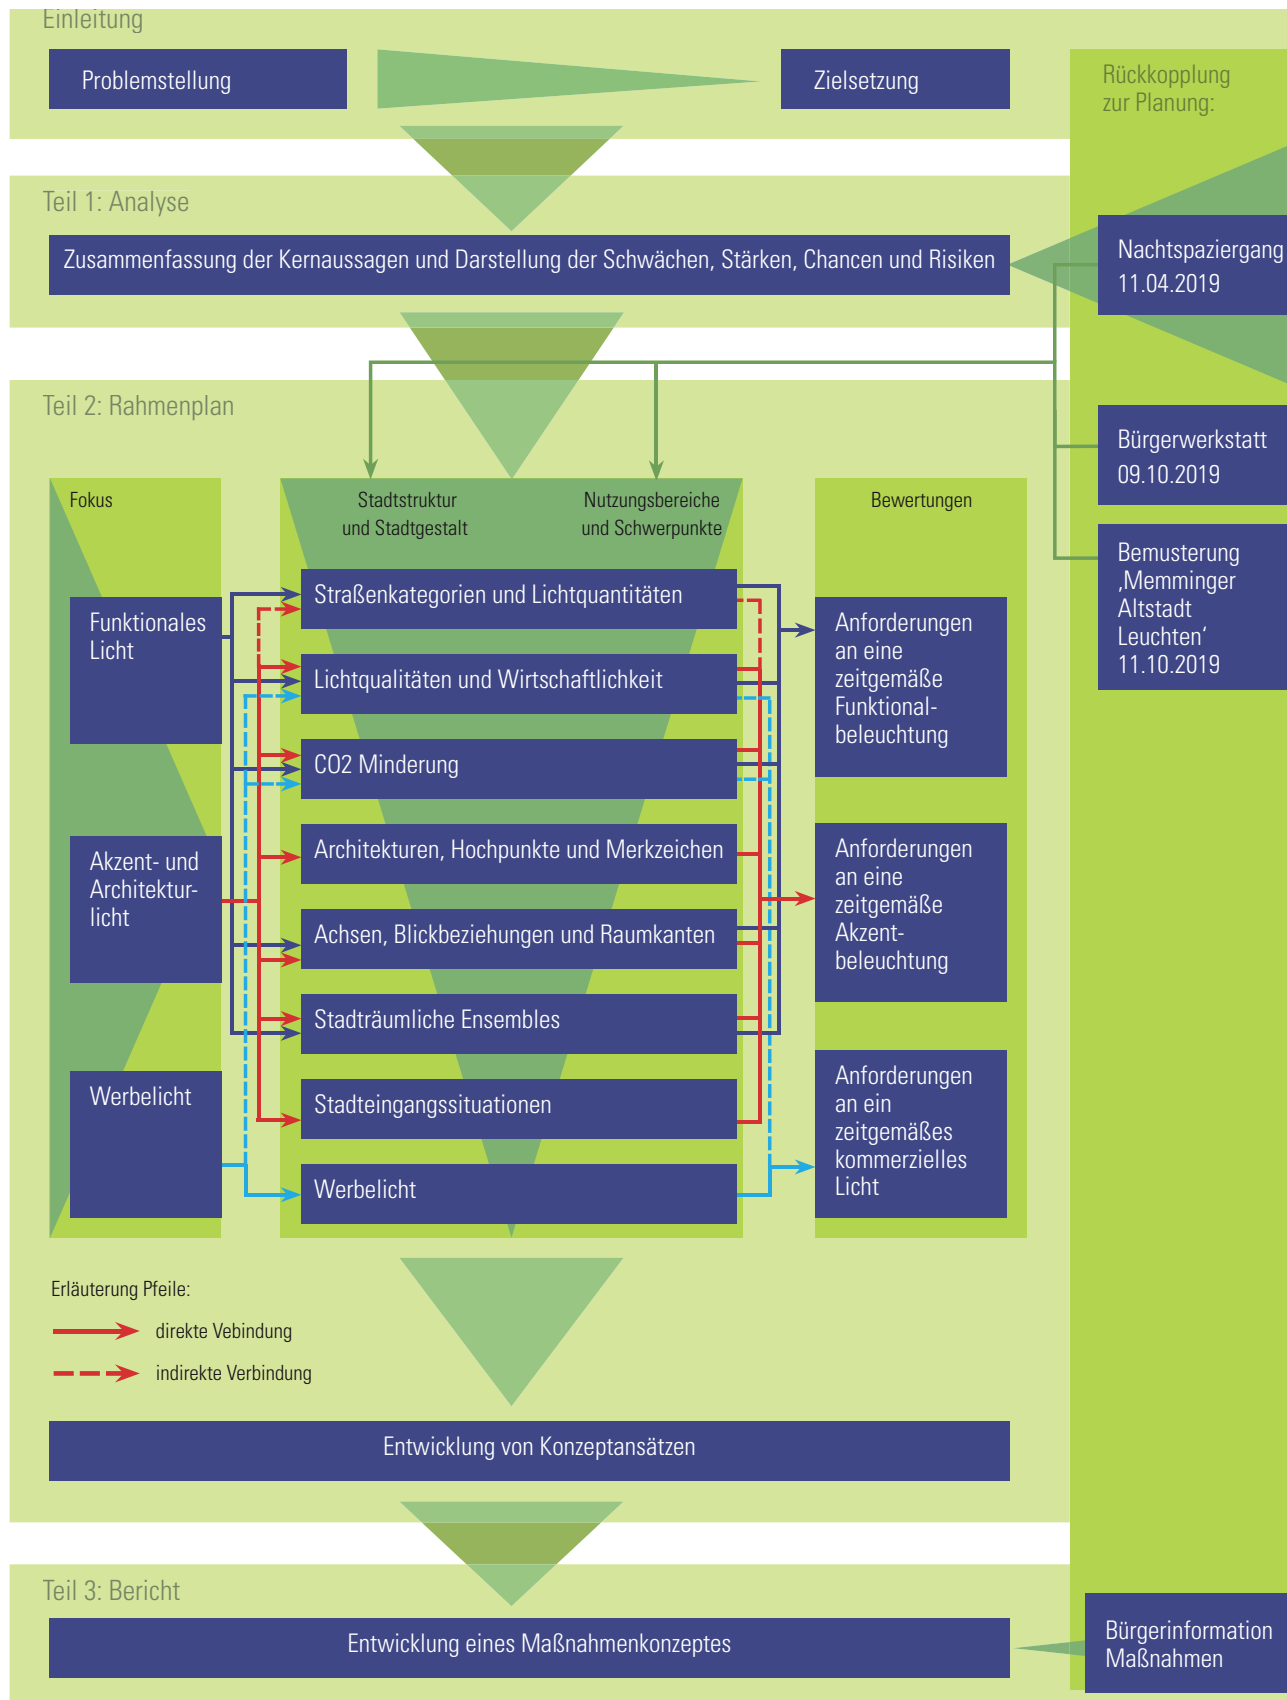 Einleitung
Problemstellung
Zielsetzung
Rückkopplung
zur Planung:
Teil 1: Analyse
Zusammenfassung der Kernaussagen und Darstellung der Schwächen, Stärken, Chancen und Risiken
Nachtspaziergang
11.04.2019
Teil 2: Rahmenplan
Bürgerwerkstatt
09.10.2019
Bemusterung
‚Memminger
Altstadt
Leuchten‘
11.10.2019
Fokus
Stadtstruktur
und Stadtgestalt
Nutzungsbereiche
und Schwerpunkte
Bewertungen
Funktionales
Licht
Akzent- und
Architektur-
licht
Werbelicht
Straßenkategorien und Lichtquantitäten
Lichtqualitäten und Wirtschaftlichkeit
CO2 Minderung
Architekturen, Hochpunkte und Merkzeichen
Achsen, Blickbeziehungen und Raumkanten
Stadträumliche Ensembles
Stadteingangssituationen
Werbelicht
Anforderungen
an eine
zeitgemäße
Funktional-
beleuchtung
Anforderungen
an eine
zeitgemäße
Akzent-
beleuchtung
Anforderungen
an ein
zeitgemäßes
kommerzielles
Licht
Erläuterung Pfeile:
direkte Vebindung
indirekte Verbindung
Entwicklung von Konzeptansätzen
Teil 3: Bericht
Entwicklung eines Maßnahmenkonzeptes
Bürgerinformation
Maßnahmen